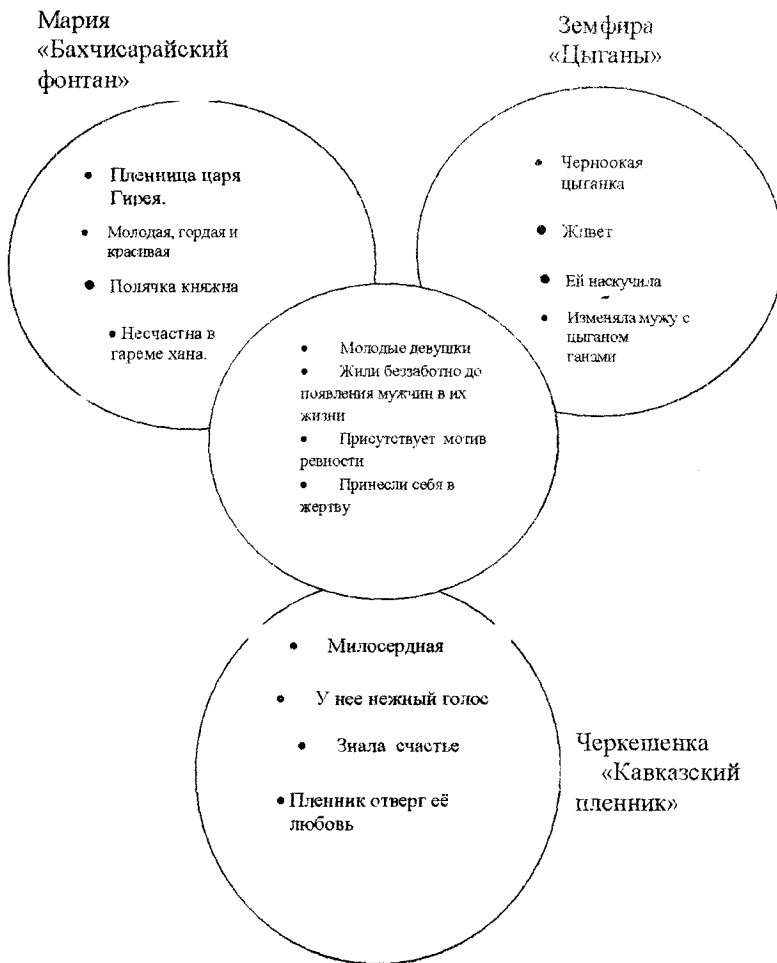 Мария
«Бахчисарайский
фонтан»
Земфира
«Цыганы»
• Пленница царя
Гирея.
• Молодая, гордая и
красивая
• Полячка княжна
• Несчастна в
гареме хана.
• Черноокая
цыганка
• Живет
• Ей наскучила
• Изменяла мужу с
цыганом
ганами
• Молодые девушки
• Жили беззаботно до
появления мужчин в их
жизни
• Присутствует мотив
ревности
• Принесли себя в
жертву
• Милосердная
• У нее нежный голос
• Знала счастье
• Пленник отверг её
любовь
Черкешенка
«Кавказский
пленник»